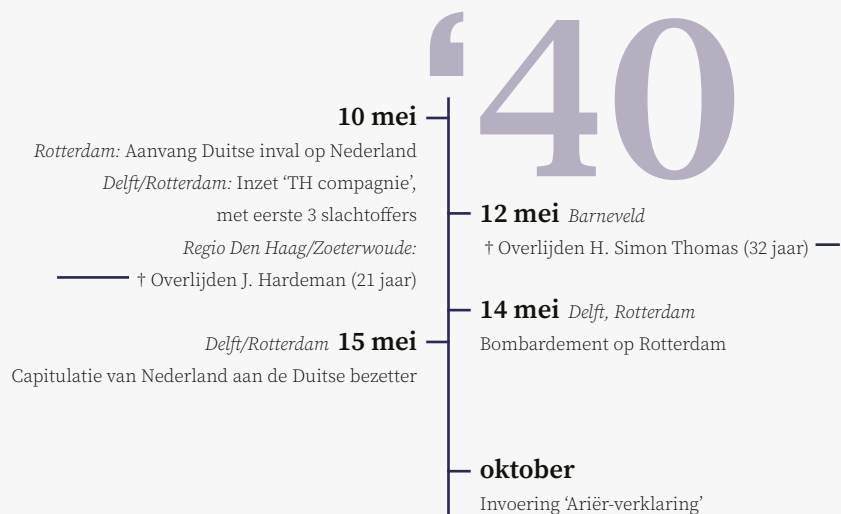 ‘40
10 mei
Rotterdam: Aanvang Duitse inval op Nederland
Delft/Rotterdam: Inzet ‘TH compagnie’,
met eerste 3 slachtoffers
Regio Den Haag/Zoeterwoude:
† Overlijden J. Hardeman (21 jaar)
12 mei Barneveld
† Overlijden H. Simon Thomas (32 jaar)
14 mei Delft, Rotterdam
Bombardement op Rotterdam
Delft/Rotterdam 15 mei
Capitulatie van Nederland aan de Duitse bezetter
oktober
Invoering ‘Ariër-verklaring’